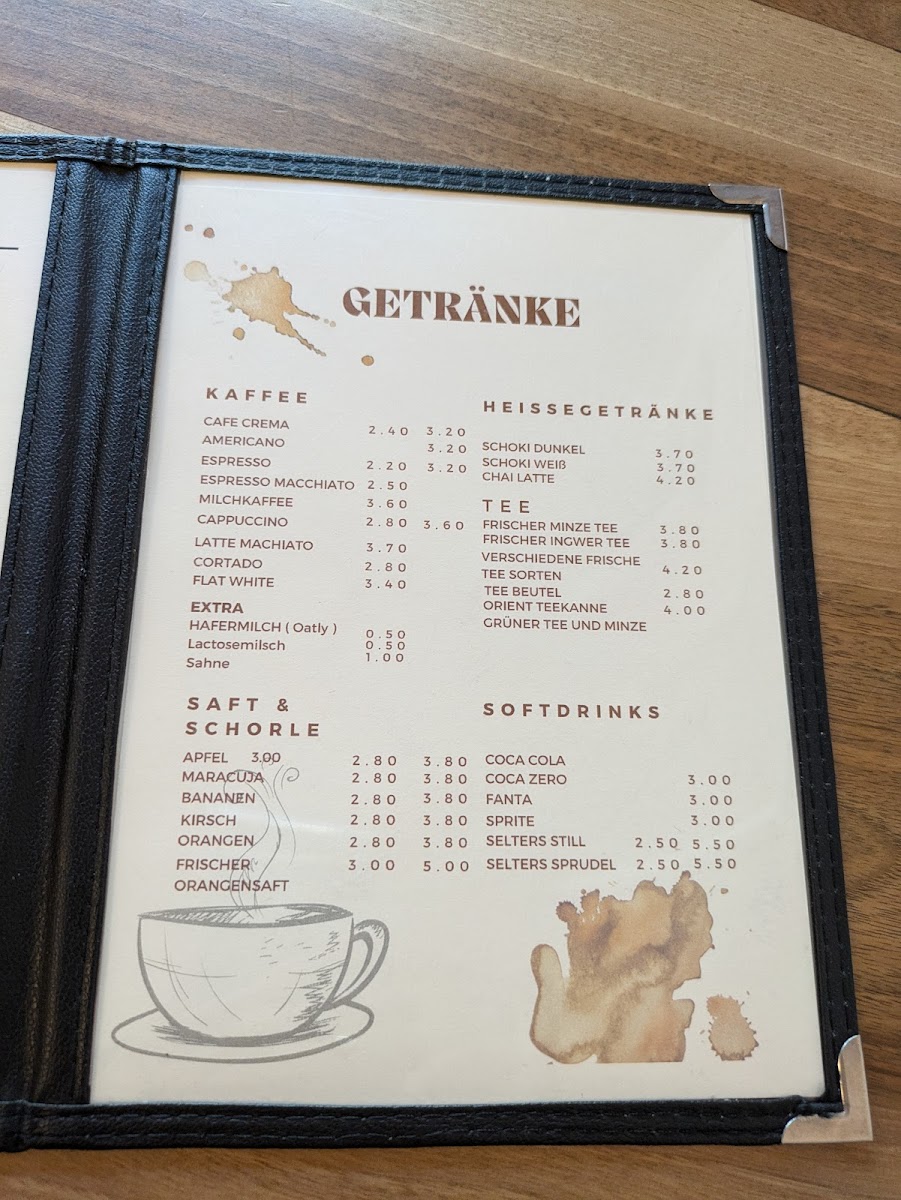 GETRÄNKE
KAFFEE
CAFE CREMA 2.40 3.20
AMERICANO 3.20
ESPRESSO 2.20 3.20
ESPRESSO MACCHIATO 2.50
MILCHKAFFEE 3.60
CAPPUCCINO 2.80 3.60
LATTE MACHIATO 3.70
CORTADO 2.80
FLAT WHITE 3.40
EXTRA
HAFERMILCH ( Oatly ) 0.50
Lactosemilsch 0.50
Sahne 1.00
HEISSEGETRÄNKE
SCHOKI DUNKEL 3.70
SCHOKI WEIß 3.70
CHAI LATTE 4.20
TEE
FRISCHER MINZE TEE 3.80
FRISCHER INGWER TEE 3.80
VERSCHIEDENE FRISCHE 4.20
TEE SORTEN
TEE BEUTEL 2.80
ORIENT TEEKANNE 4.00
GRÜNER TEE UND MINZE
SAFT &
SCHORLE
APFEL 3.00 2.80 3.80
MARACUJA 2.80 3.80
BANANEN 2.80 3.80
KIRSCH 2.80 3.80
ORANGEN 2.80 3.80
FRISCHER 3.00 5.00
ORANGENSAFT
SOFTDRINKS
COCA COLA
COCA ZERO 3.00
FANTA 3.00
SPRITE 3.00
SELTERS STILL 2.50 5.50
SELTERS SPRUDEL 2.50 5.50